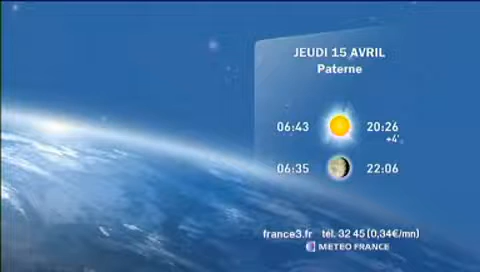 JEUDI 15 AVRIL
Paterne
06:43 20:26
+4'
06:35 22:06
france3.fr tél. 32 45 (0,34€/mn)
METEO FRANCE